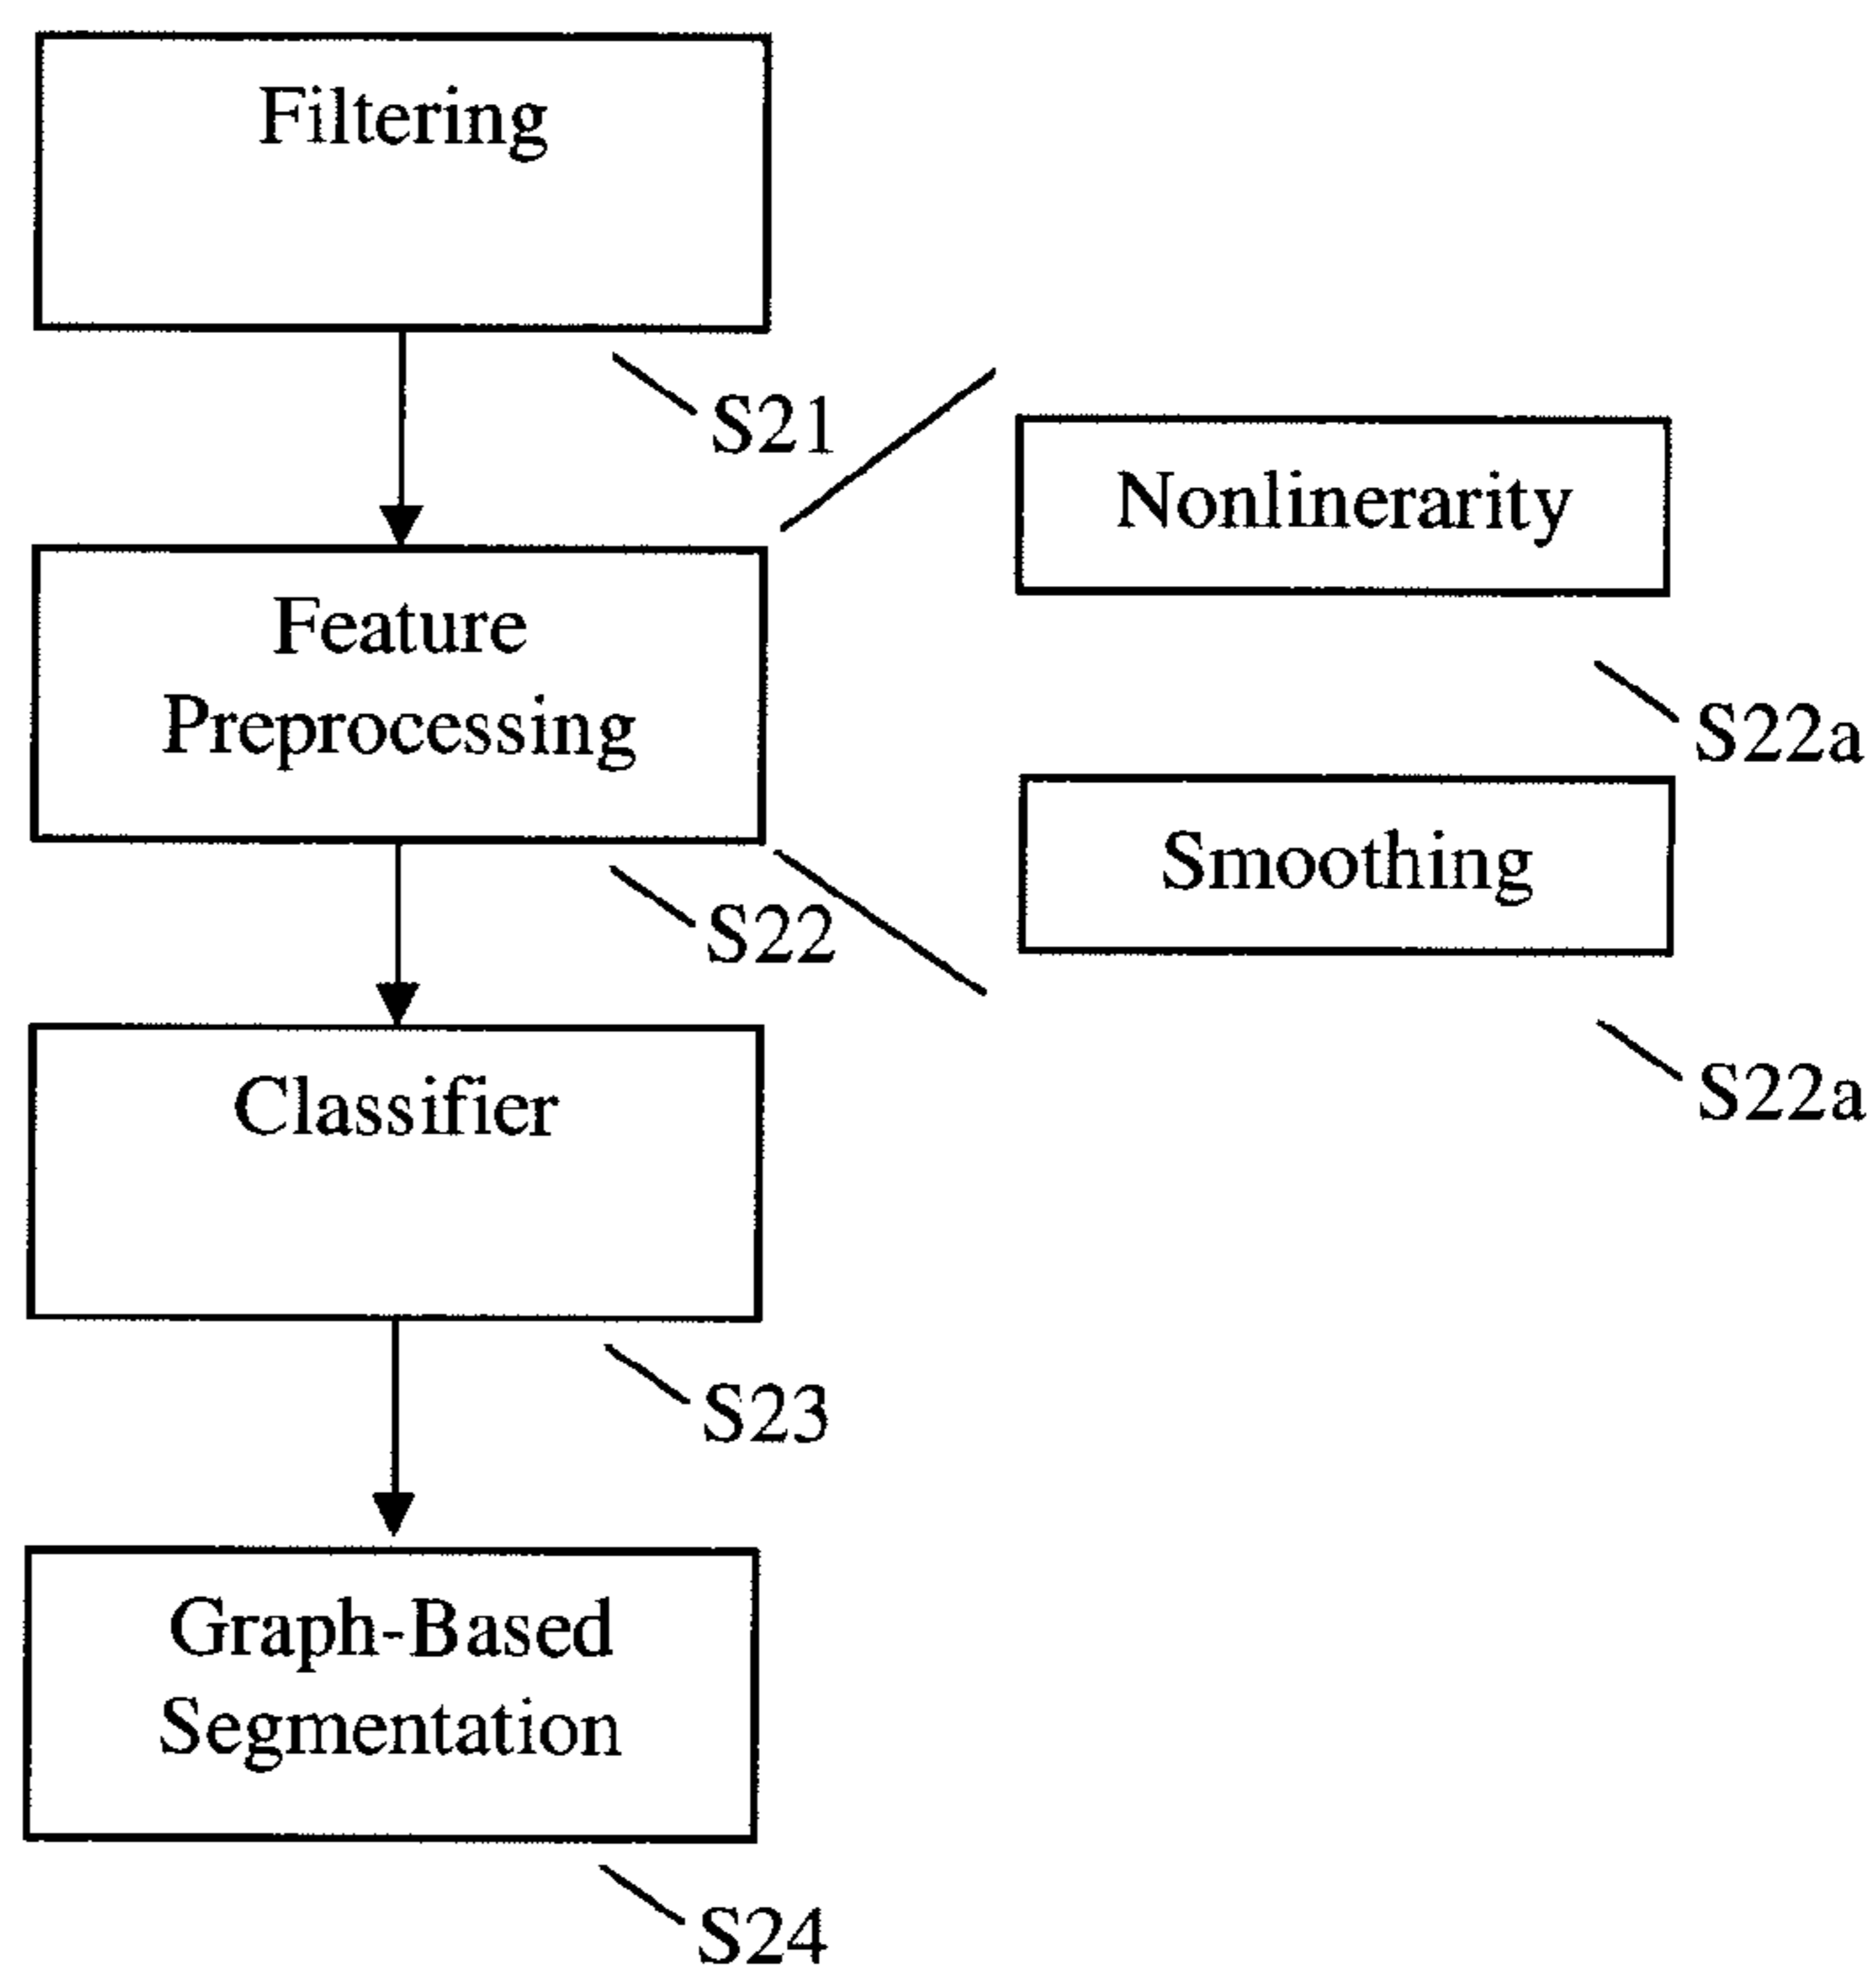 Filtering
S21
Nonlinerarity
S22a
Feature
Preprocessing
S22
Smoothing
S22a
Classifier
S23
Graph-Based
Segmentation
S24